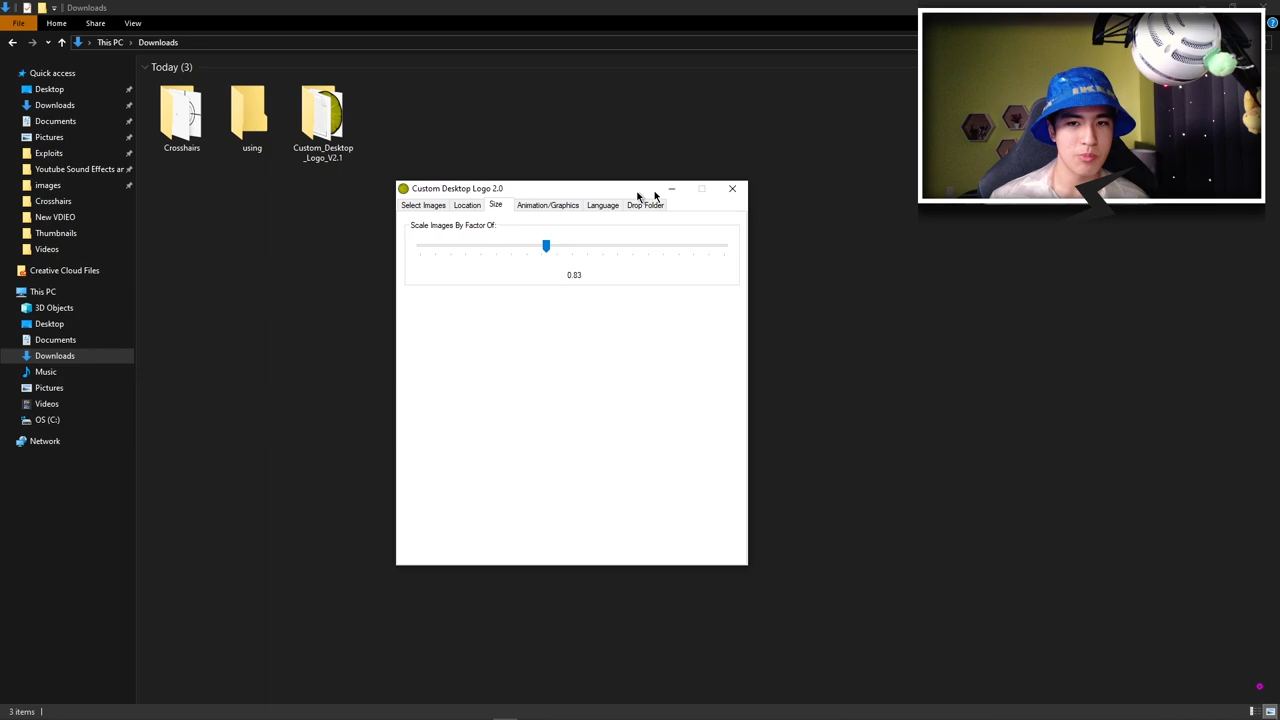 Downloads
File Home Share View
This PC Downloads
Quick access
Desktop
Downloads
Documents
Pictures
Exploits
Youtube Sound Effects ar
images
Crosshairs
New VDIEO
Thumbnails
Videos
Creative Cloud Files
This PC
3D Objects
Desktop
Documents
Downloads
Music
Pictures
Videos
OS (C:)
Network
Today (3)
Crosshairs
using
Custom_Desktop
_Logo_V2.1
Custom Desktop Logo 2.0
Select Images Location Size Animation/Graphics Language Drop Folder
Scale Images By Factor Of:
0.83
IKEA
3 items